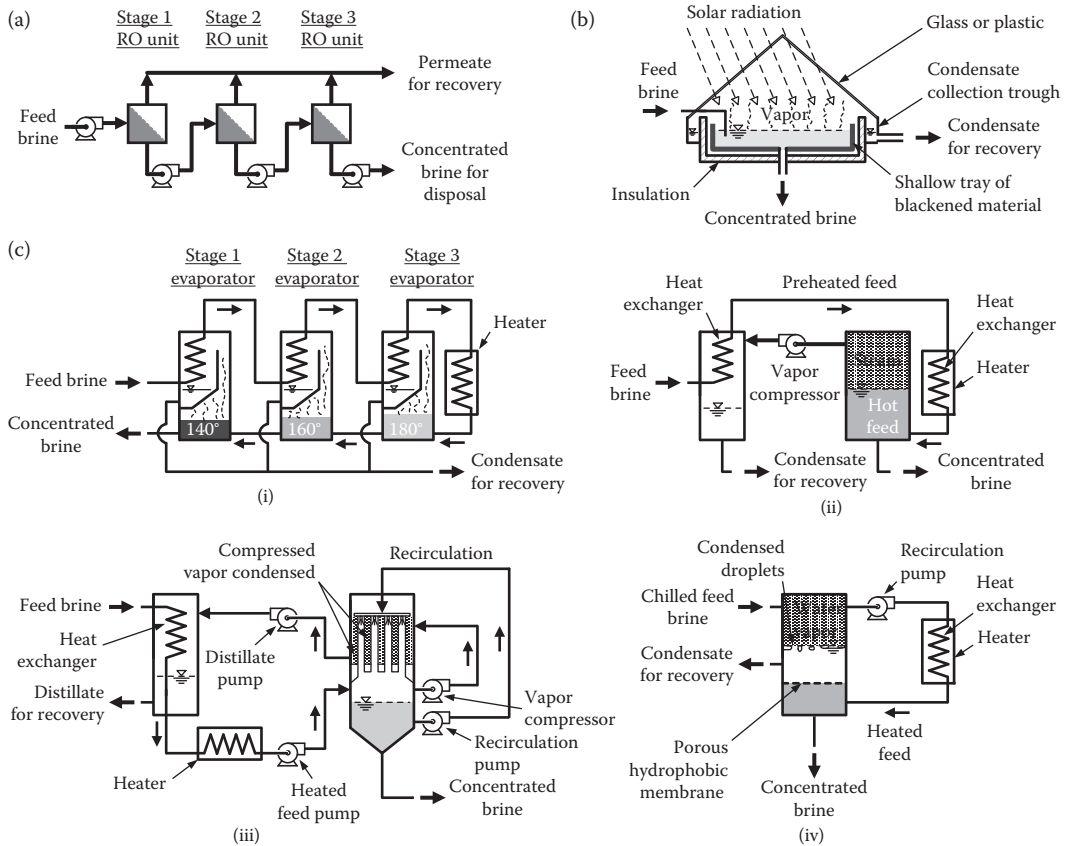 (a)
Stage 1
RO unit
Stage 2
RO unit
Stage 3
RO unit
Permeate
for recovery
Feed
brine
Concentrated
brine for
disposal
(b)
Solar radiation
Glass or plastic
Feed
brine
Condensate
collection trough
Vapor
Condensate
for recovery
Insulation
Shallow tray of
blackened material
Concentrated brine
(c)
Stage 1
evaporator
Stage 2
evaporator
Stage 3
evaporator
Heater
Feed brine
Concentrated
brine
140°
160°
180°
Condensate
for recovery
(i)
Heat
exchanger
Preheated feed
Heat
exchanger
Feed
brine
Vapor
compressor
Heater
Hot
feed
Condensate
for recovery
Concentrated
brine
(ii)
Compressed
vapor condensed
Recirculation
Feed brine
Heat
exchanger
Distillate
pump
Distillate
for recovery
Vapor
compressor
Recirculation
pump
Heater
Heated
feed pump
Concentrated
brine
(iii)
Condensed
droplets
Recirculation
pump
Chilled feed
brine
Heat
exchanger
Heater
Condensate
for recovery
Heated
feed
Porous
hydrophobic
membrane
Concentrated
brine
(iv)